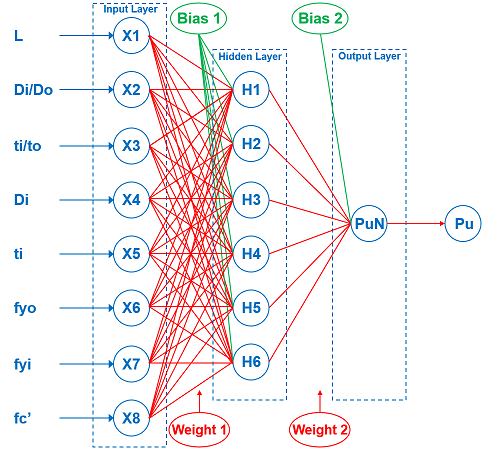 Input Layer
Bias 1
Bias 2
L
X1
Hidden Layer
Output Layer
Di/Do
X2
H1
ti/to
X3
H2
Di
X4
H3
PuN
Pu
ti
X5
H4
fyo
X6
H5
fyi
X7
H6
fc’
X8
Weight 1
Weight 2